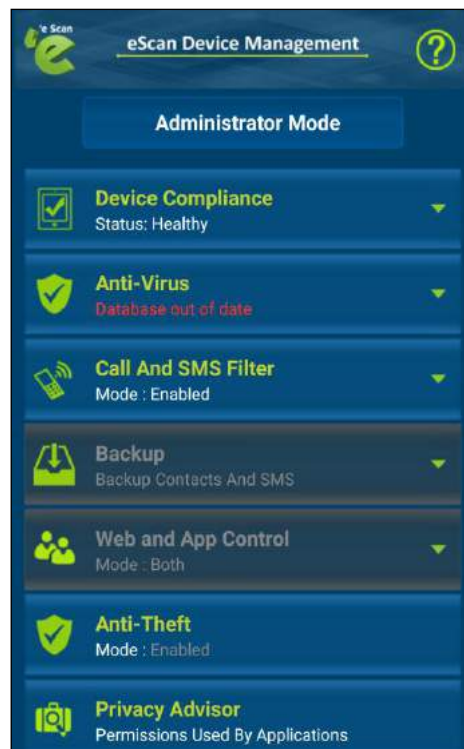 e Scan
eScan Device Management
?
Administrator Mode
Device Compliance
Status: Healthy
Anti-Virus
Database out of date
Call And SMS Filter
Mode : Enabled
Backup
Backup Contacts And SMS
Web and App Control
Mode : Both
Anti-Theft
Mode : Enabled
Privacy Advisor
Permissions Used By Applications